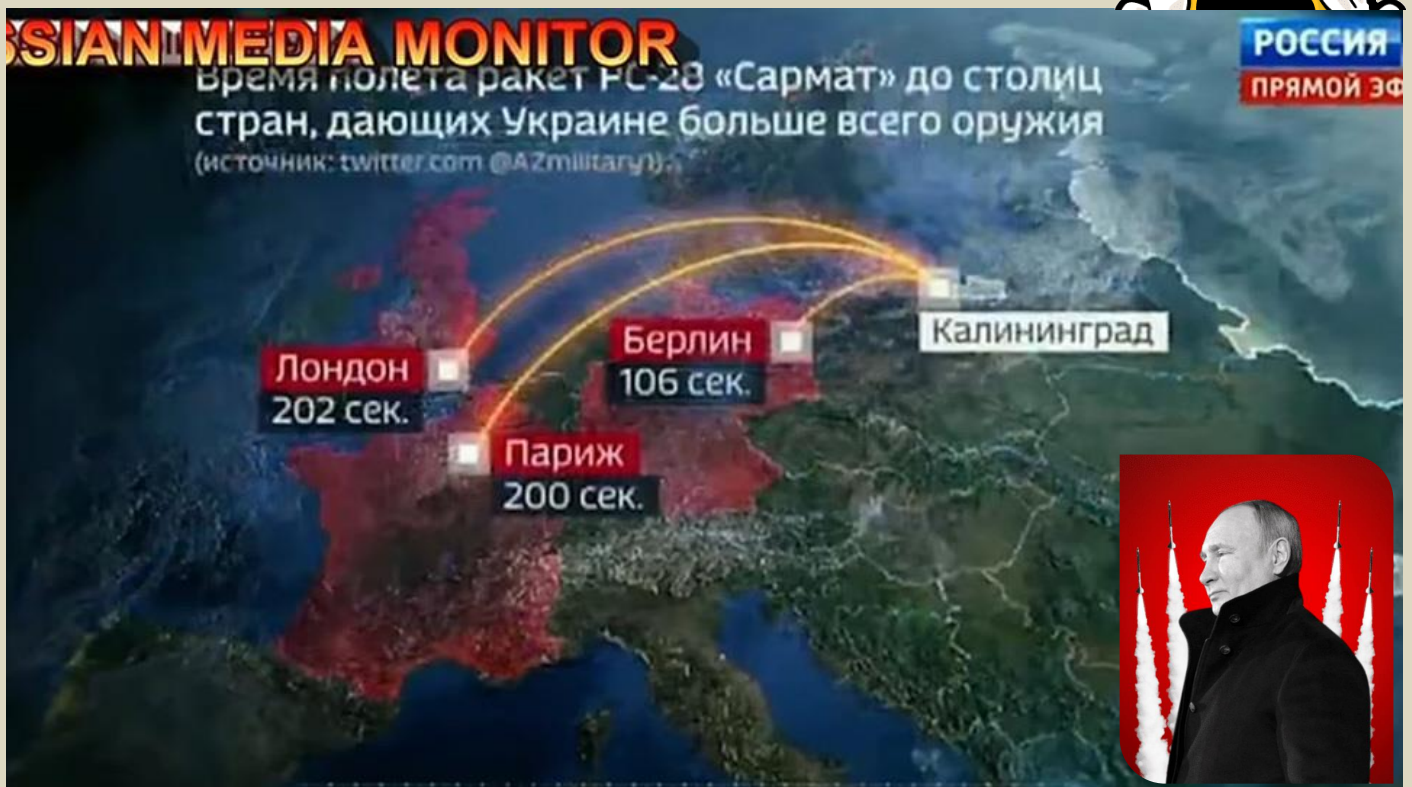 SSIAN MEDIA MONITOR
РОССИЯ
ПРЯМОЙ ЭФ
Время полёта ракет РС-28 «Сармат» до столиц
стран, дающих Украине больше всего оружия
(источник: twitter.com @AZmilitary1)
Берлин
106 сек.
Калининград
Лондон
202 сек.
Париж
200 сек.